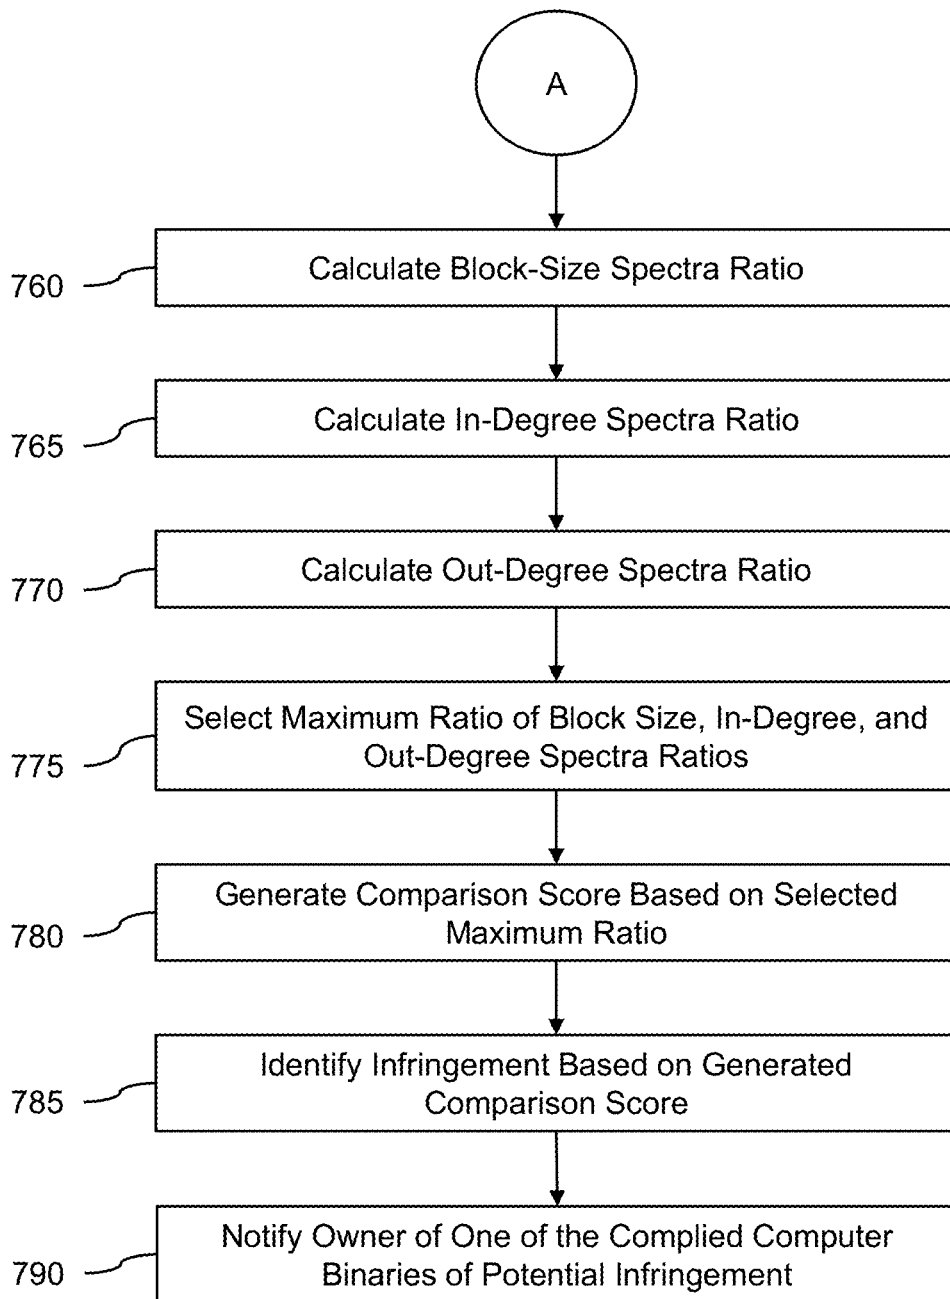 A
760
Calculate Block-Size Spectra Ratio
765
Calculate In-Degree Spectra Ratio
770
Calculate Out-Degree Spectra Ratio
775
Select Maximum Ratio of Block Size, In-Degree, and
Out-Degree Spectra Ratios
780
Generate Comparison Score Based on Selected
Maximum Ratio
785
Identify Infringement Based on Generated
Comparison Score
790
Notify Owner of One of the Complied Computer
Binaries of Potential Infringement